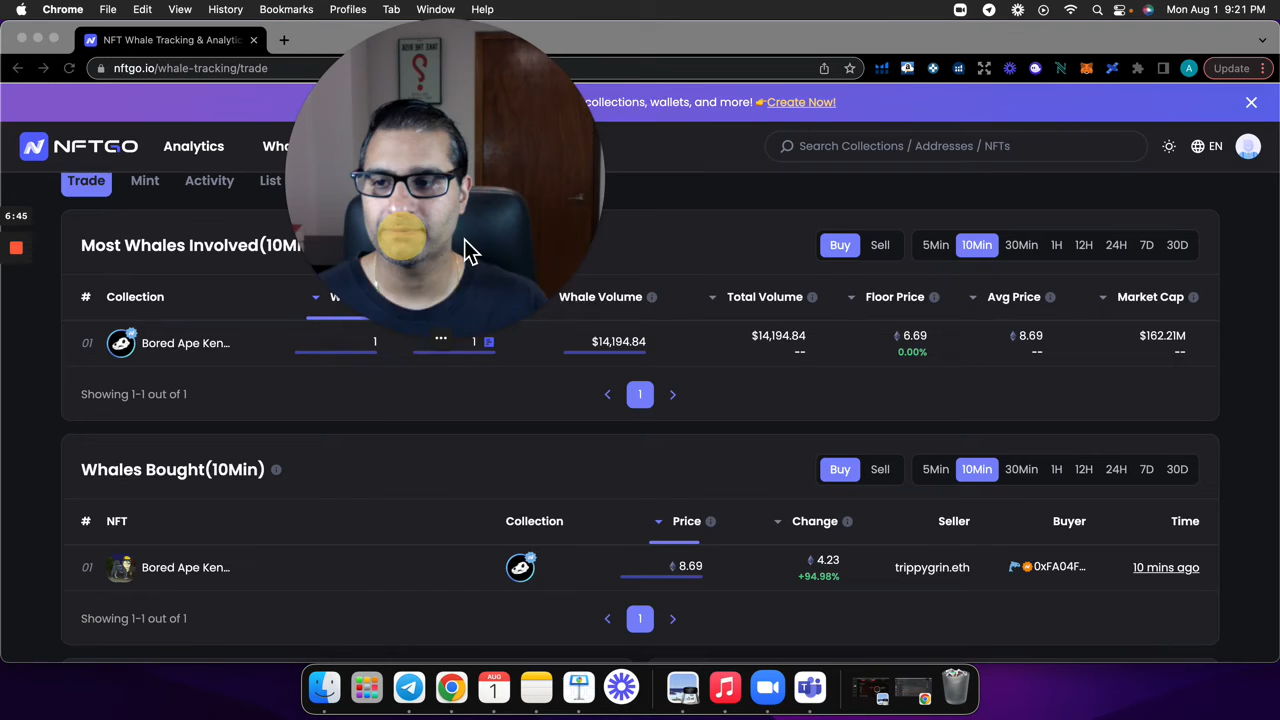 Chrome File Edit View History Bookmarks Profiles Tab Window Help Mon Aug 1 9:21 PM
NFT Whale Tracking & Analytic
nftgo.io/whale-tracking/trade A Update
collections, wallets, and more! 👉Create Now!
NFTGO Analytics Search Collections / Addresses / NFTs EN
Trade Mint Activity List
6:45
Most Whales Involved(10Mi Buy Sell 5Min 10Min 30Min 1H 12H 24H 7D 30D
# Collection Whale Volume Total Volume Floor Price Avg Price Market Cap
01 Bored Ape Ken... 1 1 $14,194.84 $14,194.84 6.69 8.69 $162.21M
-- 0.00% -- --
Showing 1-1 out of 1 1
Whales Bought(10Min) Buy Sell 5Min 10Min 30Min 1H 12H 24H 7D 30D
# NFT Collection Price Change Seller Buyer Time
01 Bored Ape Ken... 8.69 4.23 trippygrin.eth 0xFA04F... 10 mins ago
+94.98%
Showing 1-1 out of 1 1
AUG
1